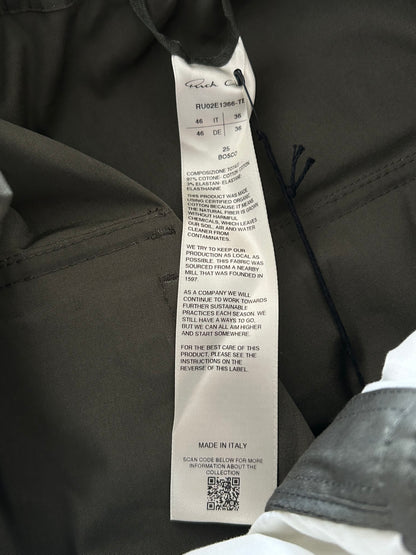 Rick Owens
RU02E1366-TE
46 IT 36
46 DE 36
25
BOSCO
COMPOSIZIONE TOTALE:
97% COTONE- COTTON COTTON
3% ELASTAN- ELASTANE
ELASTHANNE
THIS PRODUCT WAS MADE
USING CERTIFIED ORGANIC
COTTON BECAUSE IT MEANS
THE NATURAL FIBER IS GROWN
WITHOUT HARMFUL
CHEMICALS, WHICH LEAVES
OUR SOIL, AIR AND WATER
CLEANER FROM
CONTAMINATES.
WE TRY TO KEEP OUR
PRODUCTION AS LOCAL AS
POSSIBLE. THIS FABRIC WAS
SOURCED FROM A NEARBY
MILL THAT WAS FOUNDED IN
1597.
AS A COMPANY WE WILL
CONTINUE TO WORK TOWARDS
FURTHER SUSTAINABLE
PRACTICES EACH SEASON. WE
STILL HAVE A WAYS TO GO,
BUT WE CAN ALL AIM HIGHER
AND START SOMEWHERE.
FOR THE BEST CARE OF THIS
PRODUCT, PLEASE SEE THE
INSTRUCTIONS ON THE
REVERSE OF THIS LABEL.
MADE IN ITALY
SCAN CODE BELOW FOR MORE
INFORMATION ABOUT THE
COLLECTION